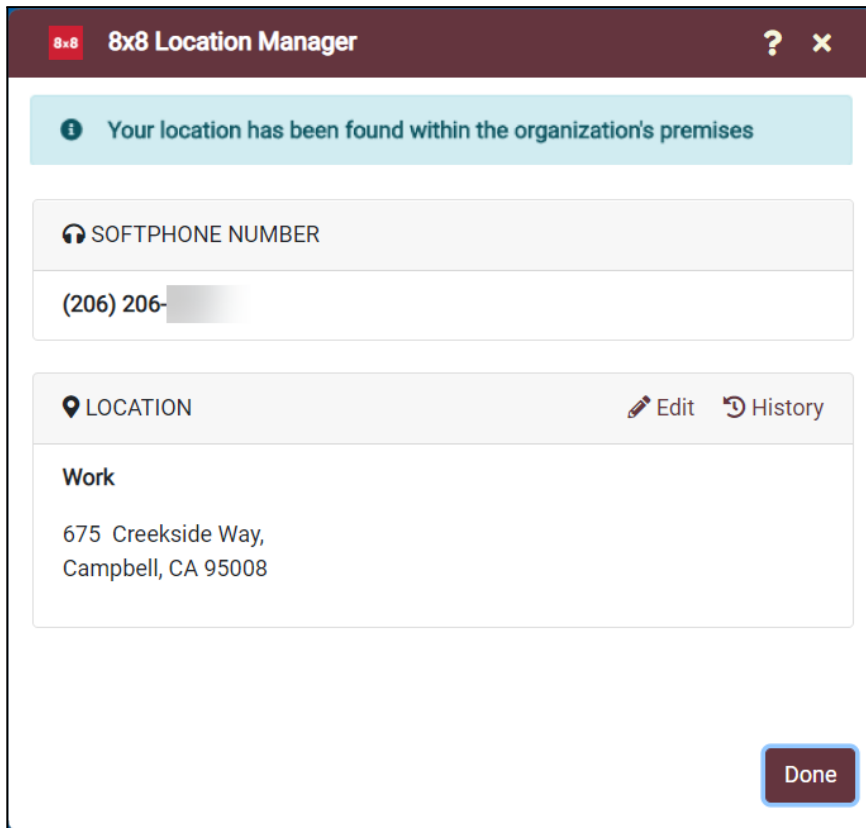 8x8 8x8 Location Manager ? ×
Your location has been found within the organization's premises
SOFTPHONE NUMBER
(206) 206-
LOCATION Edit History
Work
675 Creekside Way,
Campbell, CA 95008
Done